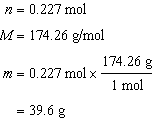 n = 0.227 mol
M = 174.26 g/mol
m = 0.227 mol × 174.26 g / 1 mol
= 39.6 g